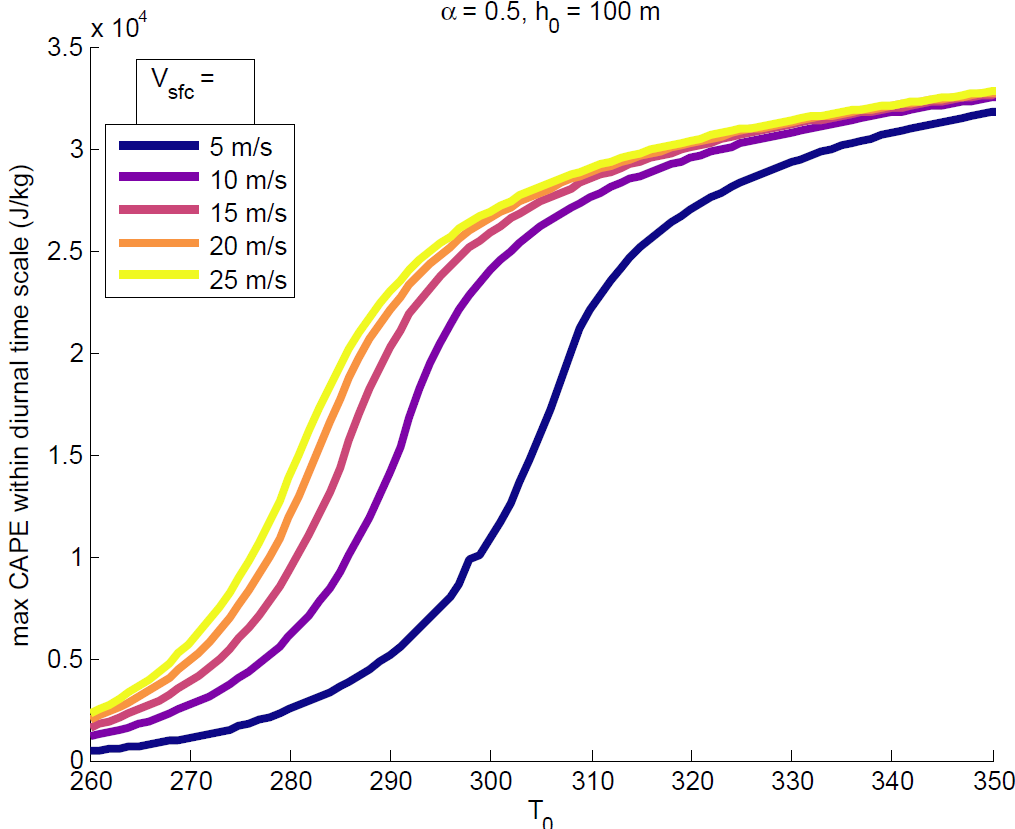 α = 0.5, h0 = 100 m
x 10^4
3.5
3
2.5
2
1.5
1
0.5
0
Vsfc =
5 m/s
10 m/s
15 m/s
20 m/s
25 m/s
max CAPE within diurnal time scale (J/kg)
260 270 280 290 300 310 320 330 340 350
T0